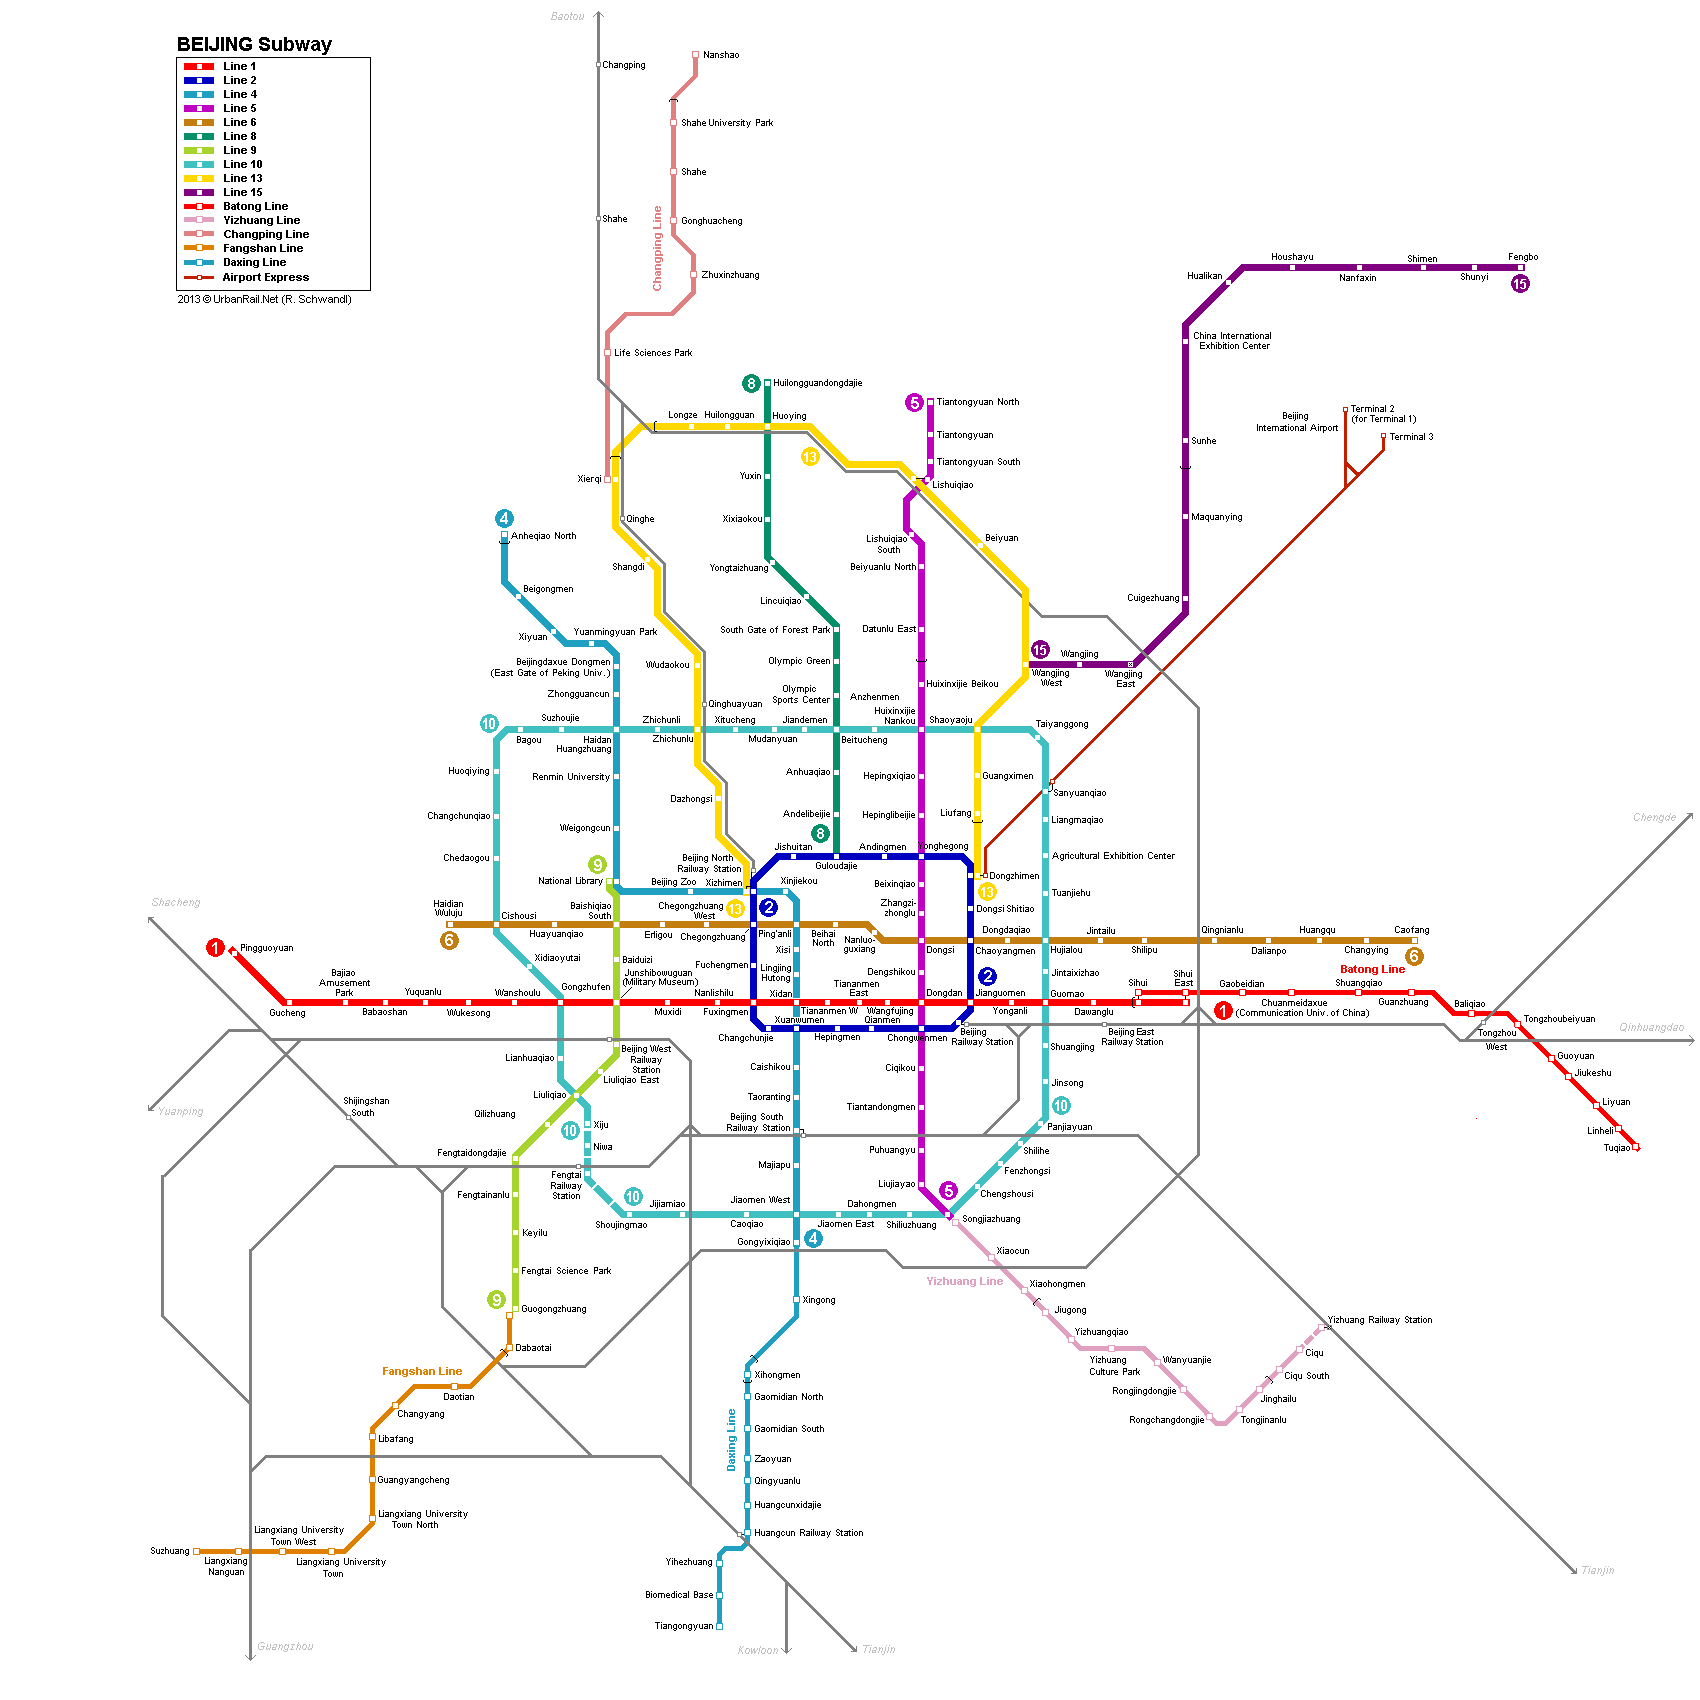 BEIJING Subway
Line 1
Line 2
Line 4
Line 5
Line 6
Line 8
Line 9
Line 10
Line 13
Line 15
Batong Line
Yizhuang Line
Changping Line
Fangshan Line
Daxing Line
Airport Express
2013 © UrbanRail.Net (R. Schwandl)
Baotou
Changping
Shahe
Nanshao
Shahe University Park
Shahe
Gonghuacheng
Changping Line
Zhuxinzhuang
Life Sciences Park
Xierqi
Houshayu
Shimen
Fengbo
Hualikan
Nanfaxin
Shunyi
15
China International
Exhibition Center
Sunhe
Maquanying
Cuigezhuang
15
Wangjing
Wangjing
West
Wangjing
East
Beijing
International Airport
Terminal 2
(for Terminal 1)
Terminal 3
8
Huilongguandongdajie
Longze
Huilongguan
Huoying
13
Yuxin
Xixiaokou
Yongtaizhuang
Lincuiqiao
South Gate of Forest Park
Olympic Green
Olympic
Sports Center
Anzhenmen
5
Tiantongyuan North
Tiantongyuan
Tiantongyuan South
Lishuiqiao
Lishuiqiao
South
Beiyuan
Beiyuanlu North
Datunlu East
Huixinxijie Beikou
Huixinxijie
Nankou
Shaoyaoju
Taiyanggong
4
Anheqiao North
Qinghe
Shangdi
Beigongmen
Xiyuan
Yuanmingyuan Park
Beijingdaxue Dongmen
(East Gate of Peking Univ.)
Wudaokou
Zhongguancun
Qinghuayuan
10
Suzhoujie
Zhichunli
Xitucheng
Jiandemen
Bagou
Haidan
Huangzhuang
Zhichunlu
Mudanyuan
Beitucheng
Huoqiying
Renmin University
Anhuaqiao
Hepingxiqiao
Guangximen
Sanyuanqiao
Changchunqiao
Dazhongsi
Andelibeijie
Hepinglibeijie
Liufang
Liangmaqiao
Weigongcun
8
Chedaogou
9
Beijing North
Railway Station
Jishuitan
Andingmen
Yonghegong
Guloudajie
Agricultural Exhibition Center
National Library
Beijing Zoo
Xizhimen
Xinjiekou
Beixinqiao
Dongzhimen
13
Tuanjiehu
Chengde
Shacheng
Haidian
Wuluju
6
Cishousi
Baishiqiao
South
Huayuanqiao
Erligou
Chegongzhuang
West
Chegongzhuang
13
2
Ping'anli
Beihai
North
Nanluo-
guxiang
Zhangzi-
zhonglu
Dongsi Shitiao
Dongsi
Chaoyangmen
Dongdaqiao
Hujialou
Jintailu
Shilipu
Qingnianlu
Dalianpo
Huangqu
Changying
Caofang
6
1
Pingguoyuan
Xidiaoyutai
Baiduizi
Fuchengmen
Xisi
Lingjing
Hutong
Dengshikou
2
Jintaixizhao
Sihui
Sihui
East
Batong Line
Gaobeidian
Shuangqiao
Bajiao
Amusement
Park
Yuquanlu
Wanshoulu
Gongzhufen
Junshibowuguan
(Military Museum)
Nanlishilu
Xidan
Tiananmen
East
Dongdan
Jianguomen
Guomao
Gucheng
Babaoshan
Wukesong
Muxidi
Fuxingmen
Tiananmen W
Wangfujing
Yonganli
Dawanglu
1
Chuanmeidaxue
(Communication Univ. of China)
Guanzhuang
Baliqiao
Tongzhou
West
Tongzhoubeiyuan
Qinhuangdao
Guoyuan
Jiukeshu
Liyuan
Linheli
Tuqiao
Xuanwumen
Qianmen
Changchunjie
Hepingmen
Chongwenmen
Beijing
Railway Station
Beijing East
Railway Station
Lianhuaqiao
Beijing West
Railway
Station
Liuliqiao East
Caishikou
Ciqikou
Shuangjing
Liuliqiao
Jinsong
Yuanping
Shijingshan
South
Qilizhuang
Taoranting
Tiantandongmen
10
Xiju
10
Beijing South
Railway Station
Panjiayuan
Niwa
Fengtaidongdajie
Puhuangyu
Shilihe
Fengtai
Railway
Station
Majiapu
Fenzhongsi
Fengtainanlu
10
Liujiayao
5
Chengshousi
Jijiamiao
Jiaomen West
Dahongmen
Shoujingmao
Caoqiao
Jiaomen East
Shiliuzhuang
Songjiazhuang
Keyilu
Gongyixiqiao
4
Xiaocun
Fengtai Science Park
Yizhuang Line
Xiaohongmen
9
Guogongzhuang
Xingong
Jiugong
Yizhuang Railway Station
Yizhuangqiao
Dabaotai
Fangshan Line
Yizhuang
Culture Park
Wanyuanjie
Ciqu
Ciqu South
Xihongmen
Daotian
Gaomidian North
Rongjingdongjie
Jinghailu
Changyang
Rongchangdongjie
Tongjinanlu
Libafang
Daxing Line
Gaomidian South
Zaoyuan
Guangyangcheng
Qingyuanlu
Huangcunxidajie
Liangxiang University
Town North
Liangxiang University
Town West
Huangcun Railway Station
Suzhuang
Liangxiang
Nanguan
Liangxiang University
Town
Yihezhuang
Biomedical Base
Tiangongyuan
Tianjin
Guangzhou
Kowloon
Tianjin